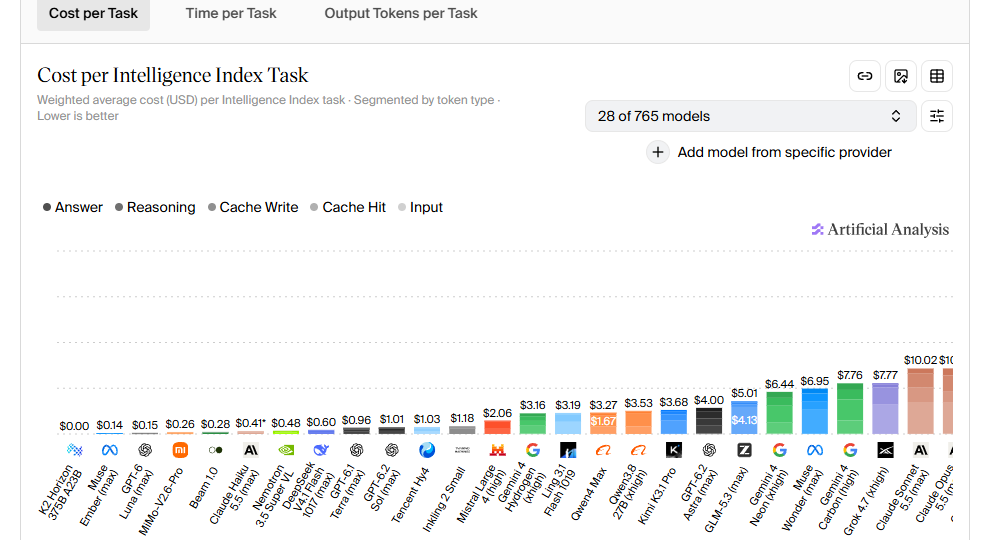 Cost per Task Time per Task Output Tokens per Task
Cost per Intelligence Index Task
Weighted average cost (USD) per Intelligence Index task · Segmented by token type ·
Lower is better
28 of 765 models
Add model from specific provider
Answer Reasoning Cache Write Cache Hit Input
Artificial Analysis
$0.00 $0.14 $0.15 $0.26 $0.28 $0.41* $0.48 $0.60 $0.96 $1.01 $1.03 $1.18 $2.06 $3.16 $3.19 $3.27 $3.53 $3.68 $4.00 $5.01 $6.44 $6.95 $7.76 $7.77 $10.02 $10
$1.67 $4.13
K2 Horizon
375B A23B
Muse
Ember (max)
GPT-6
Luna (max)
MiMo-V2.6-Pro
Beam 1.0
Claude Haiku
5.5 (max)
Nemotron
3.5 Super VL
DeepSeek
V4.1 Flash
1017 (max)
GPT-6.1
Terra (max)
GPT-6.2
Sol (max)
Tencent Hy4
Inkling 2 Small
Mistral Large
4 (high)
Gemini 4
Hydrogen
(xhigh)
Ling 3.1
Flash 1019
Qwen4 Max
Qwen3.8
27B (xhigh)
Kimi K3.1 Pro
GPT-6.2
Astra (max)
GLM-5.3 (max)
Gemini 4
Neon (xhigh)
Muse
Wonder (max)
Gemini 4
Carbon (high)
Grok 4.7 (xhigh)
Claude Sonnet
5.5 (max)
Claude Opus